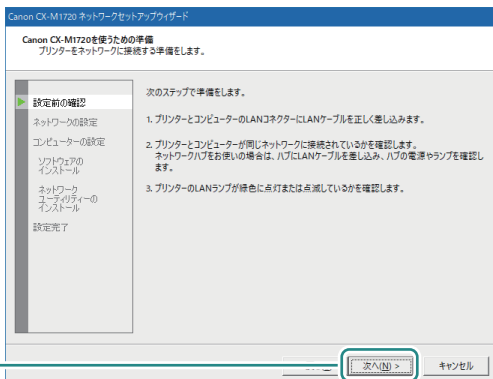 Canon CX-M1720 ネットワークセットアップウィザード
Canon CX-M1720を使うための準備
プリンターをネットワークに接続する準備をします。
設定前の確認
ネットワークの設定
コンピューターの設定
ソフトウェアの
インストール
ネットワーク
ユーティリティーの
インストール
設定完了
次のステップで準備をします。
1. プリンターとコンピューターのLANコネクターにLANケーブルを正しく差し込みます。
2. プリンターとコンピューターが同じネットワークに接続されているかを確認します。
ネットワークハブをお使いの場合は、ハブにLANケーブルを差し込み、ハブの電源やランプを確認し
ます。
3. プリンターのLANランプが緑色に点灯または点滅しているかを確認します。
次へ(N) >
キャンセル